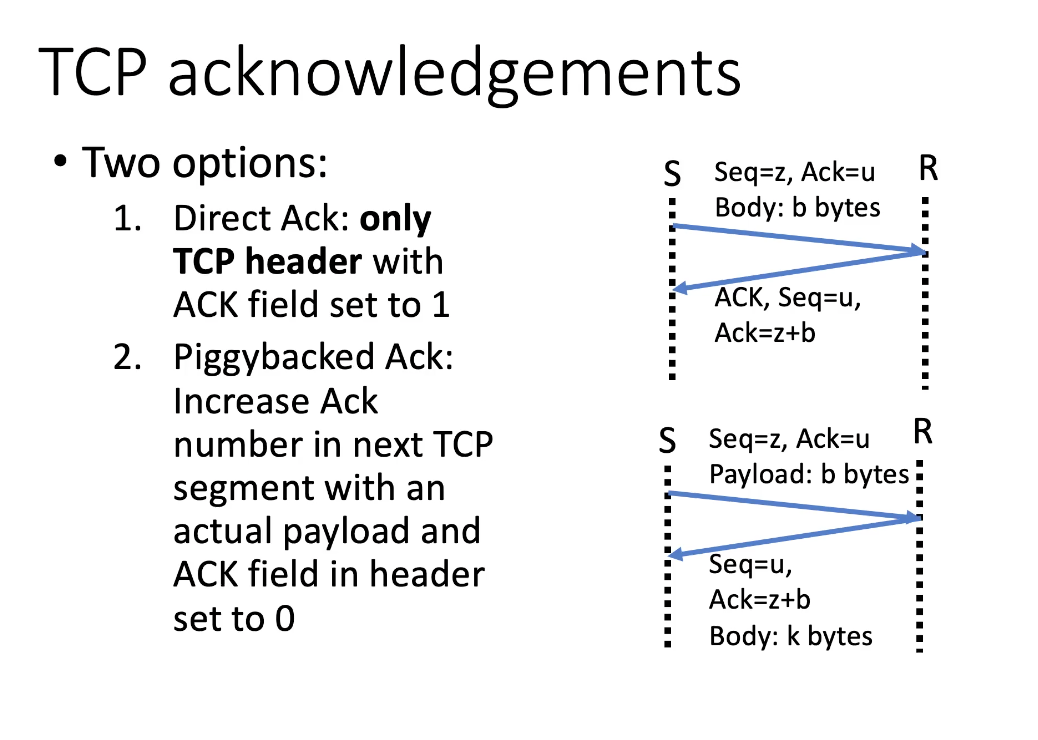 TCP acknowledgements
• Two options:
1. Direct Ack: only
TCP header with
ACK field set to 1
2. Piggybacked Ack:
Increase Ack
number in next TCP
segment with an
actual payload and
ACK field in header
set to 0
S
Seq=z, Ack=u
R
Body: b bytes
ACK, Seq=u,
Ack=z+b
S
Seq=z, Ack=u
R
Payload: b bytes
Seq=u,
Ack=z+b
Body: k bytes